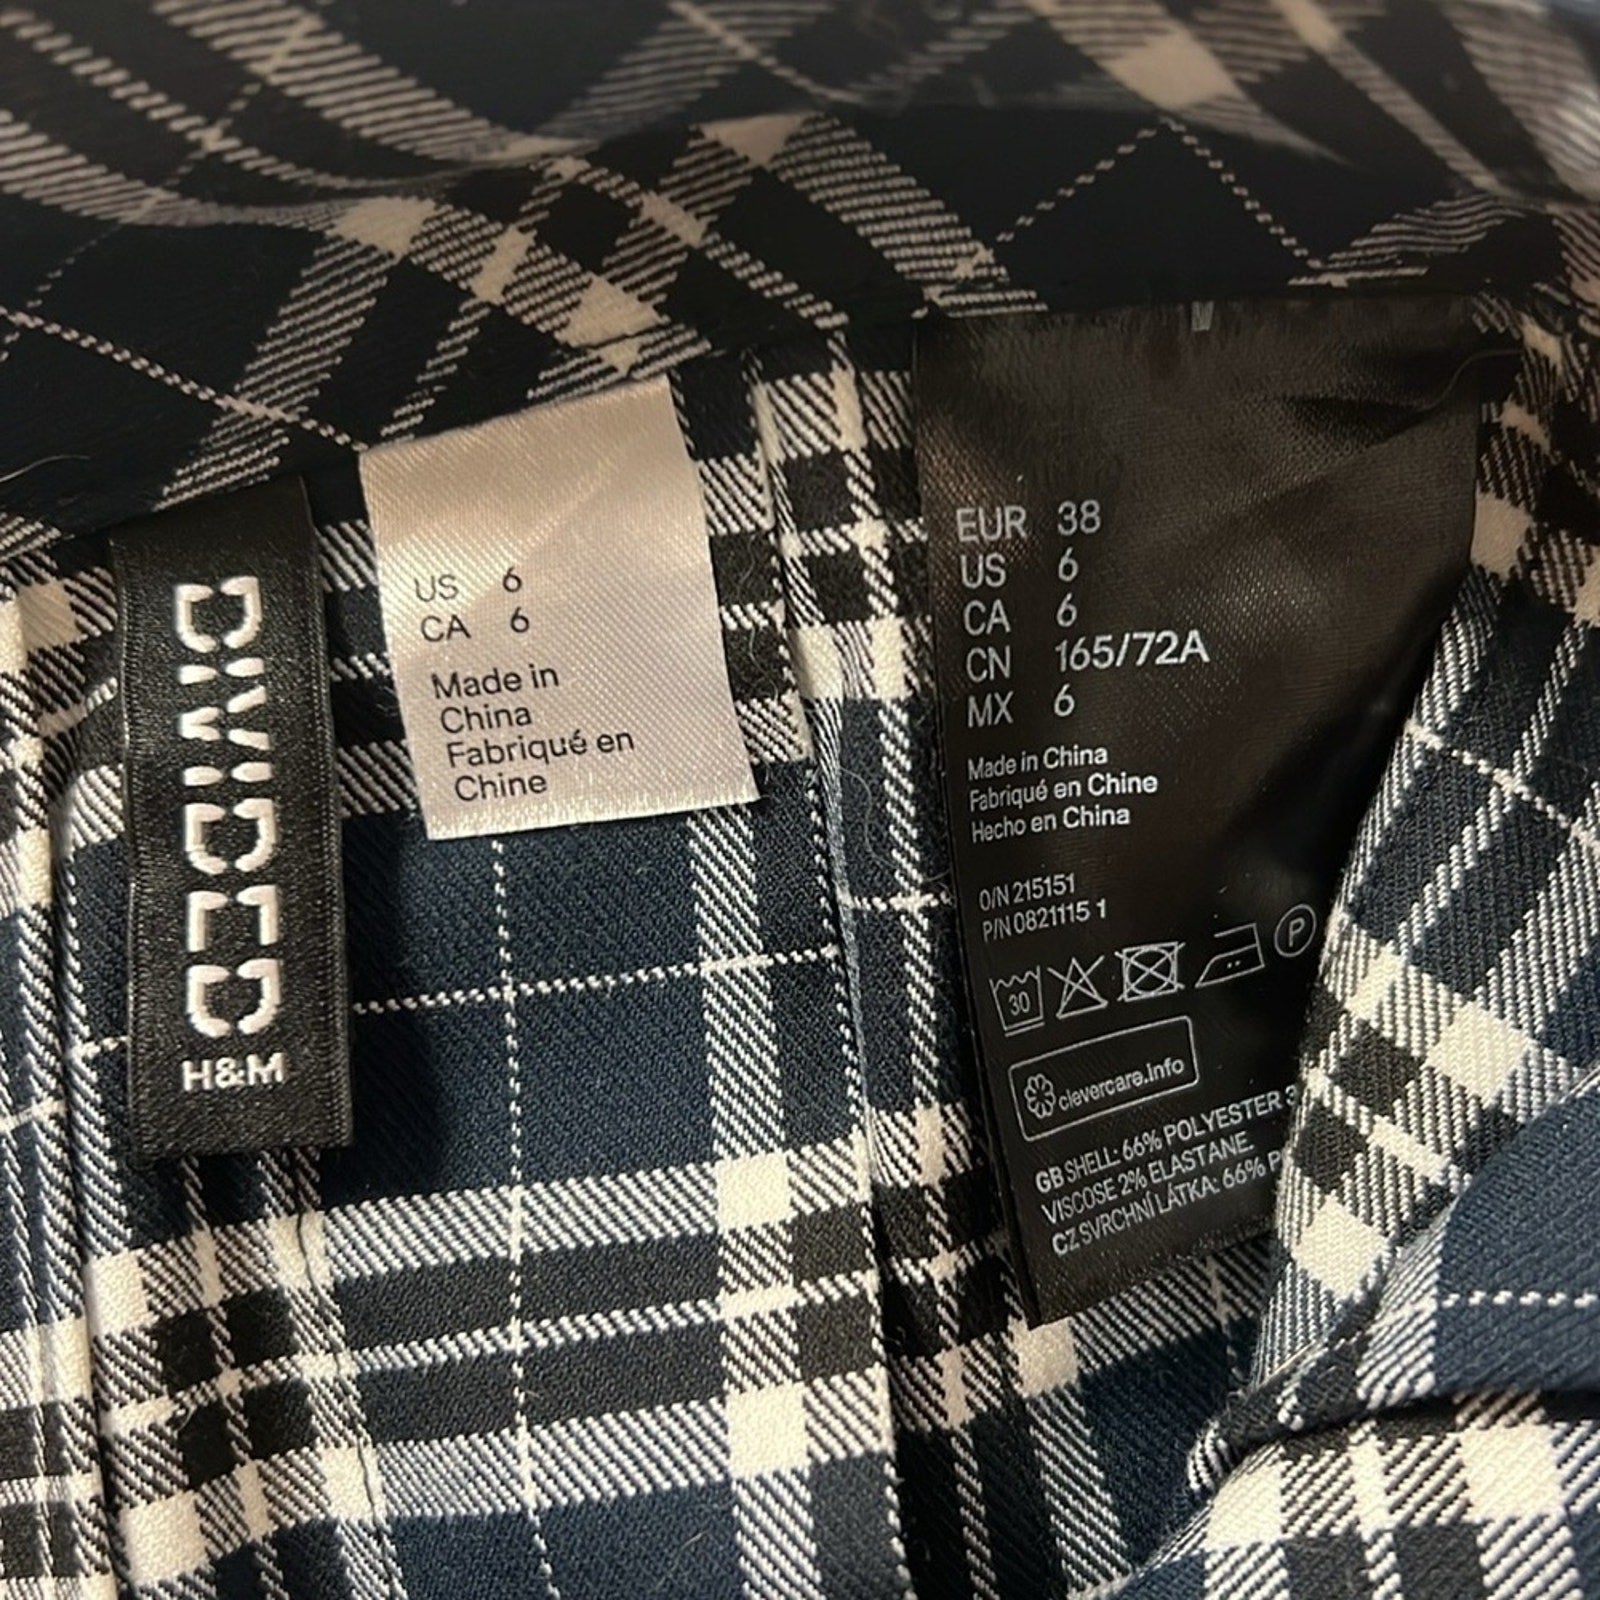 DIVIDED
H&M
US 6
CA 6
Made in
China
Fabriqué en
Chine
EUR 38
US 6
CA 6
CN 165/72A
MX 6
Made in China
Fabriqué en Chine
Hecho en China
O/N 215151
P/N 0821115 1
30
P
clevercare.info
GB SHELL: 66% POLYESTER
VISCOSE 2% ELASTANE.
CZ SVRCHNÍ LÁTKA: 66%